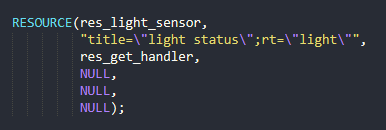 RESOURCE(res_light_sensor,
"title=\"light status\";rt=\"light\"",
res_get_handler,
NULL,
NULL,
NULL);